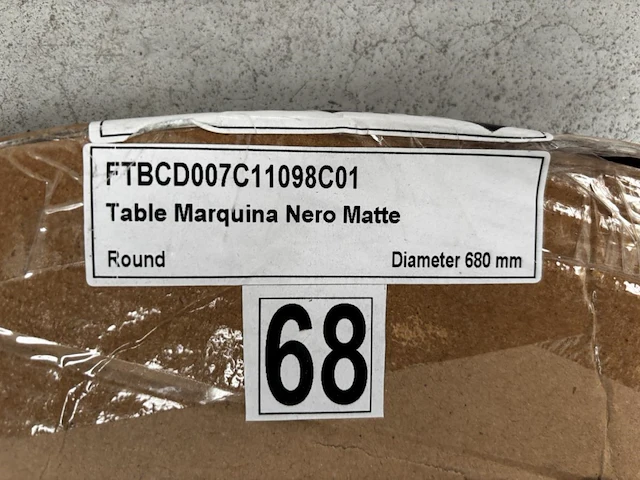 FTBCD007C11098C01
Table Marquina Nero Matte
Round Diameter 680 mm
68